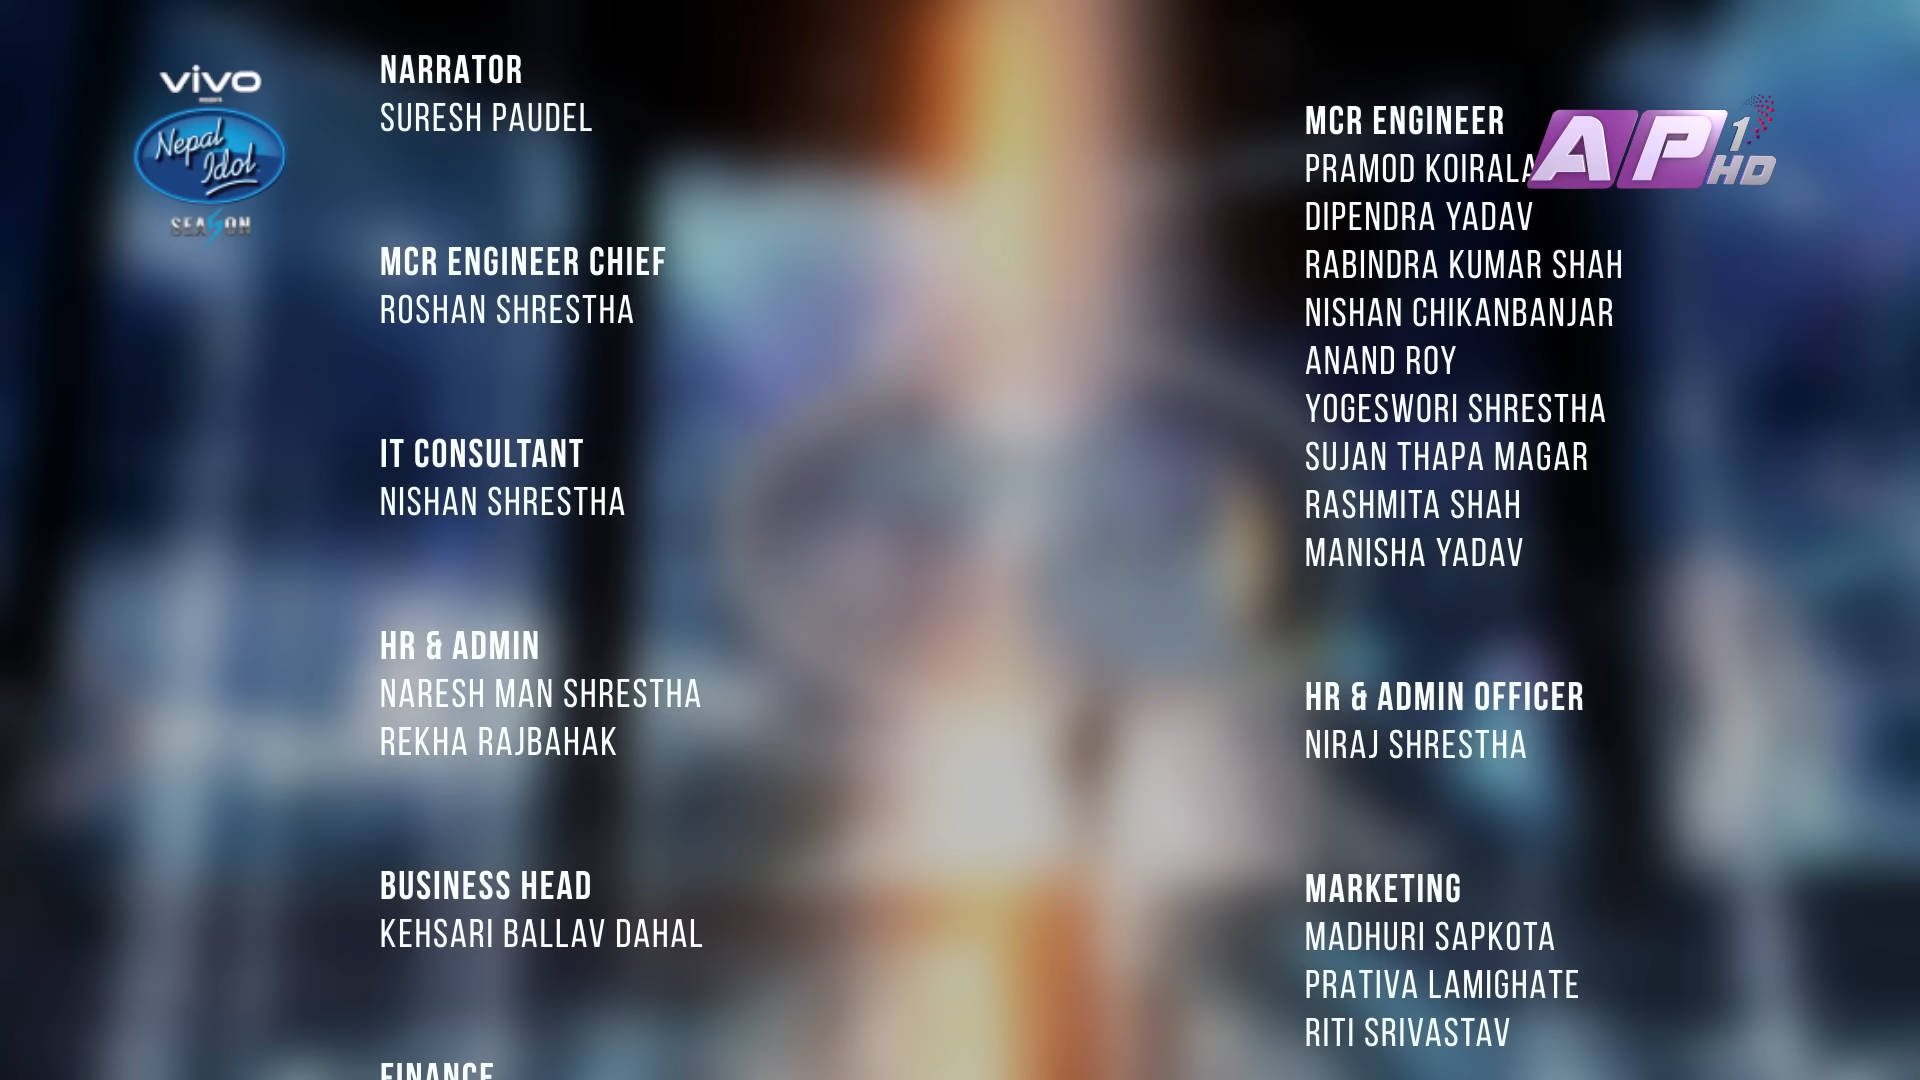 vivo
Nepal
Idol
SEASON
NARRATOR
SURESH PAUDEL
MCR ENGINEER CHIEF
ROSHAN SHRESTHA
IT CONSULTANT
NISHAN SHRESTHA
HR & ADMIN
NARESH MAN SHRESTHA
REKHA RAJBAHAK
BUSINESS HEAD
KEHSARI BALLAV DAHAL
FINANCE
MCR ENGINEER
PRAMOD KOIRALA
DIPENDRA YADAV
RABINDRA KUMAR SHAH
NISHAN CHIKANBANJAR
ANAND ROY
YOGESWORI SHRESTHA
SUJAN THAPA MAGAR
RASHMITA SHAH
MANISHA YADAV
HR & ADMIN OFFICER
NIRAJ SHRESTHA
MARKETING
MADHURI SAPKOTA
PRATIVA LAMIGHATE
RITI SRIVASTAV
AP1 HD